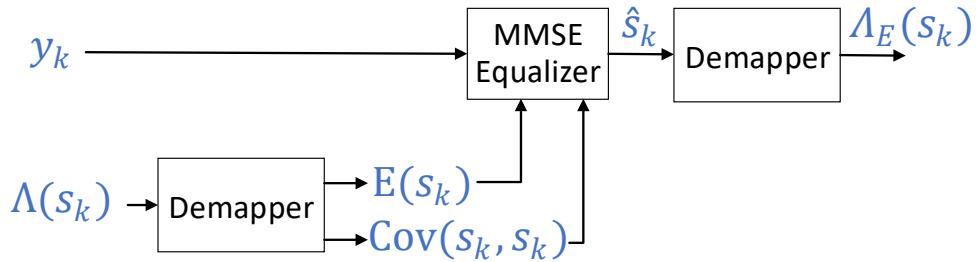 y_k
MMSE
Equalizer
ŝ_k
Demapper
Λ_E(s_k)
Λ(s_k)
Demapper
E(s_k)
Cov(s_k, s_k)